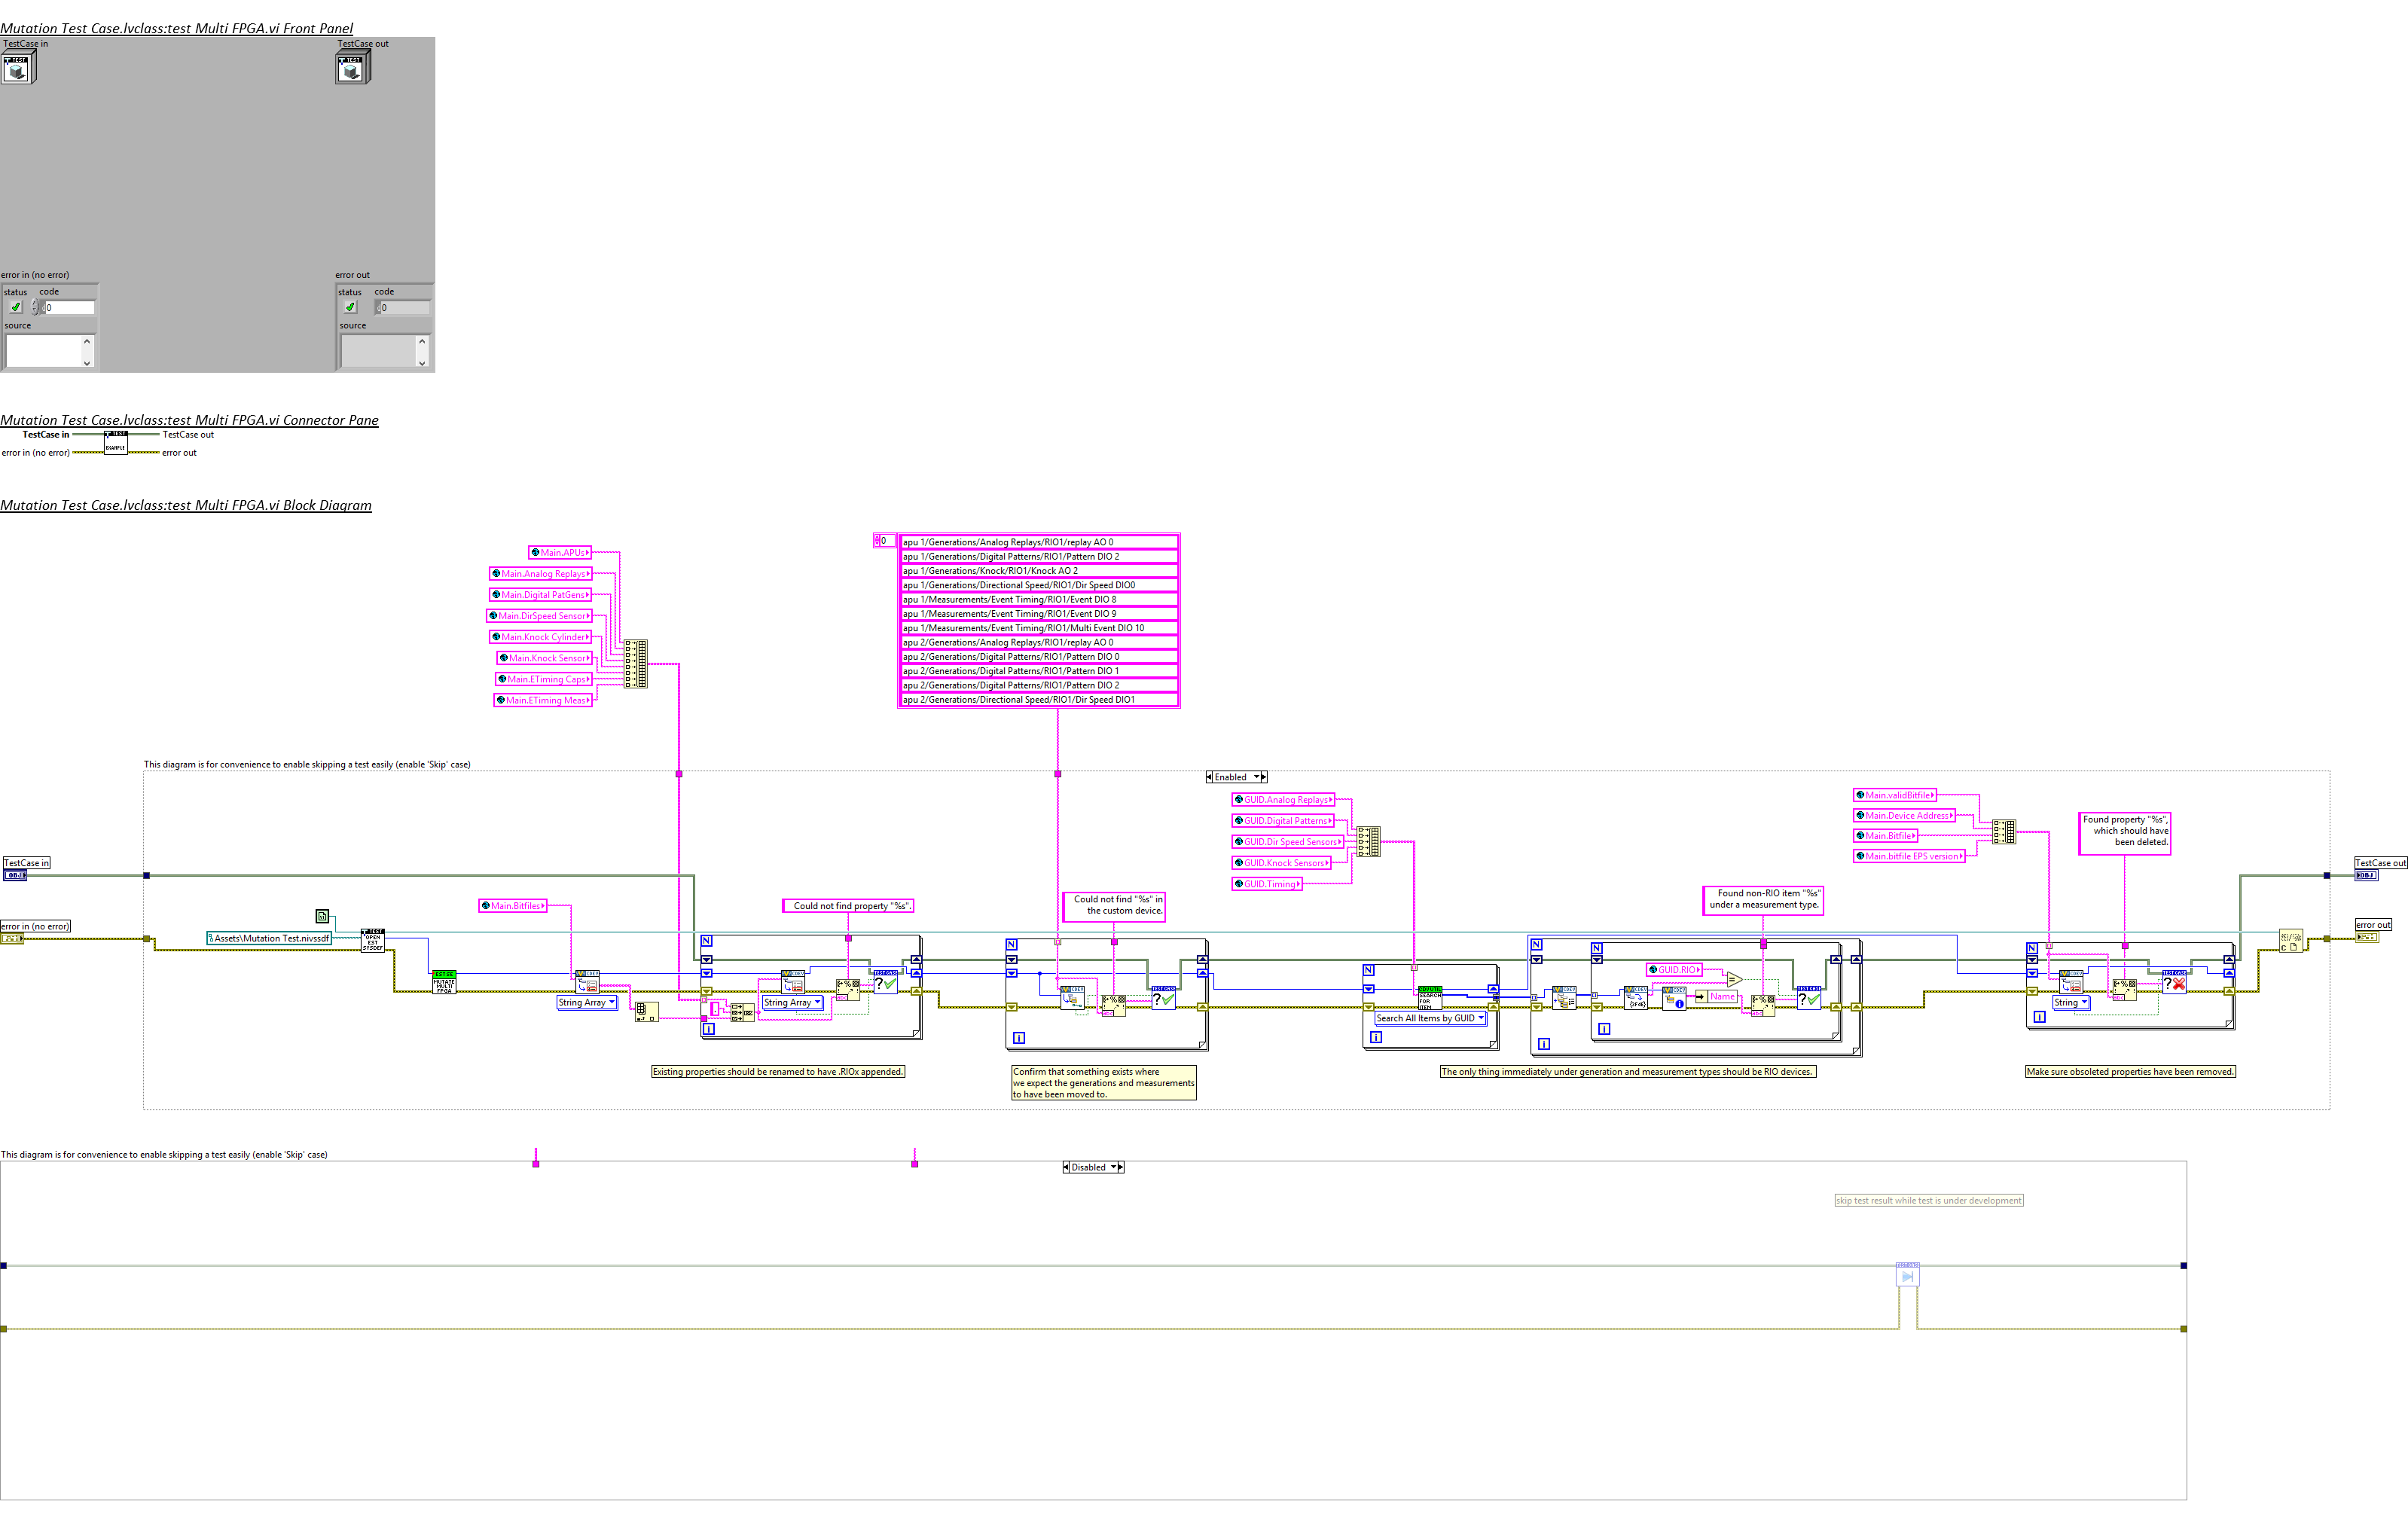 Mutation Test Case.lvclass:test Multi FPGA.vi Front Panel
TestCase in
TestCase out
TEST
TEST
error in (no error)
error out
status
code
status
code
0
0
source
source
Mutation Test Case.lvclass:test Multi FPGA.vi Connector Pane
TestCase in
TEST
TestCase out
EXAMPLE
error in (no error)
error out
Mutation Test Case.lvclass:test Multi FPGA.vi Block Diagram
Main.APUs
Main.Analog Replays
Main.Digital PatGens
Main.DirSpeed Sensor
Main.Knock Cylinder
Main.Knock Sensor
Main.ETiming Caps
Main.ETiming Meas
0
apu 1/Generations/Analog Replays/RIO1/replay AO 0
apu 1/Generations/Digital Patterns/RIO1/Pattern DIO 2
apu 1/Generations/Knock/RIO1/Knock AO 2
apu 1/Generations/Directional Speed/RIO1/Dir Speed DIO0
apu 1/Measurements/Event Timing/RIO1/Event DIO 8
apu 1/Measurements/Event Timing/RIO1/Event DIO 9
apu 1/Measurements/Event Timing/RIO1/Multi Event DIO 10
apu 2/Generations/Analog Replays/RIO1/replay AO 0
apu 2/Generations/Digital Patterns/RIO1/Pattern DIO 0
apu 2/Generations/Digital Patterns/RIO1/Pattern DIO 1
apu 2/Generations/Digital Patterns/RIO1/Pattern DIO 2
apu 2/Generations/Directional Speed/RIO1/Dir Speed DIO1
This diagram is for convenience to enable skipping a test easily (enable 'Skip' case)
Enabled
GUID.Analog Replays
GUID.Digital Patterns
GUID.Dir Speed Sensors
GUID.Knock Sensors
GUID.Timing
Main.validBitfile
Main.Device Address
Main.Bitfile
Main.bitfile EPS version
Found property "%s",
which should have
been deleted.
TestCase in
OBJ
TestCase out
OBJ
error in (no error)
error out
Assets\Mutation Test.nivssdf
TEST
OPEN
EST
SYSDEF
MUTATE
MULTI
FPGA
Main.Bitfiles
String Array
Could not find property "%s".
N
String Array
i
Existing properties should be renamed to have .RIOx appended.
Could not find "%s" in
the custom device.
N
i
Confirm that something exists where
we expect the generations and measurements
to have been moved to.
N
SEARCH
FOR
ITEM
Search All Items by GUID
i
Found non-RIO item "%s"
under a measurement type.
N
N
GUID.RIO
Name
i
i
The only thing immediately under generation and measurement types should be RIO devices.
N
String
i
Make sure obsoleted properties have been removed.
This diagram is for convenience to enable skipping a test easily (enable 'Skip' case)
Disabled
skip test result while test is under development